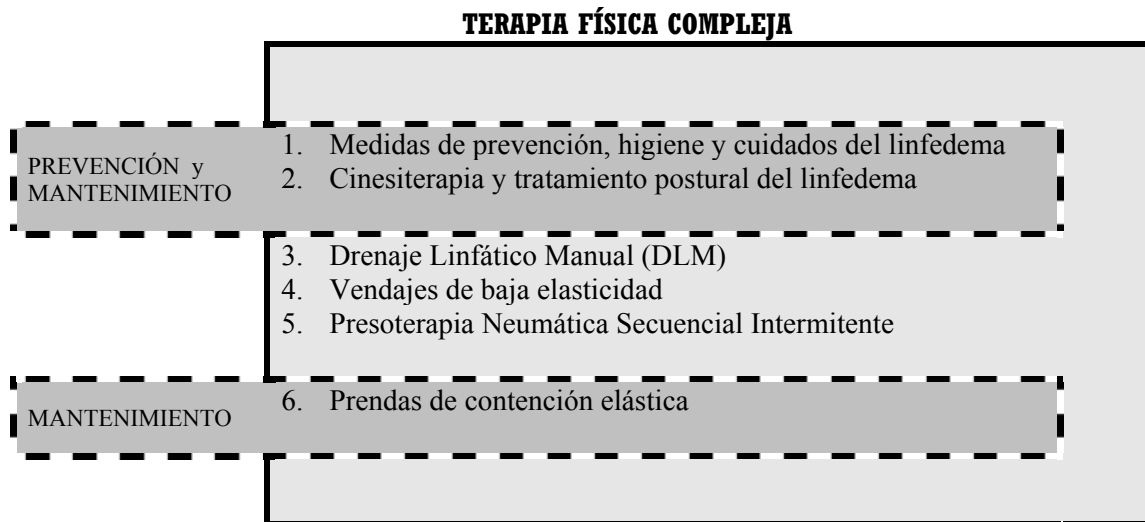 TERAPIA FÍSICA COMPLEJA
PREVENCIÓN y
MANTENIMIENTO
1. Medidas de prevención, higiene y cuidados del linfedema
2. Cinesiterapia y tratamiento postural del linfedema
3. Drenaje Linfático Manual (DLM)
4. Vendajes de baja elasticidad
5. Presoterapia Neumática Secuencial Intermitente
MANTENIMIENTO
6. Prendas de contención elástica